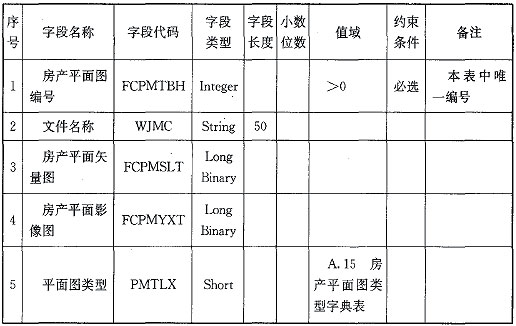 序号 字段名称 字段代码 字段类型 字段长度 小数位数 值域 约束条件 备注
1 房产平面图编号 FCPMTBH Integer >0 必选 本表中唯一编号
2 文件名称 WJMC String 50
3 房产平面矢量图 FCPMSLT Long Binary
4 房产平面影像图 FCPMYXT Long Binary
5 平面图类型 PMTLX Short A.15 房产平面图类型字典表